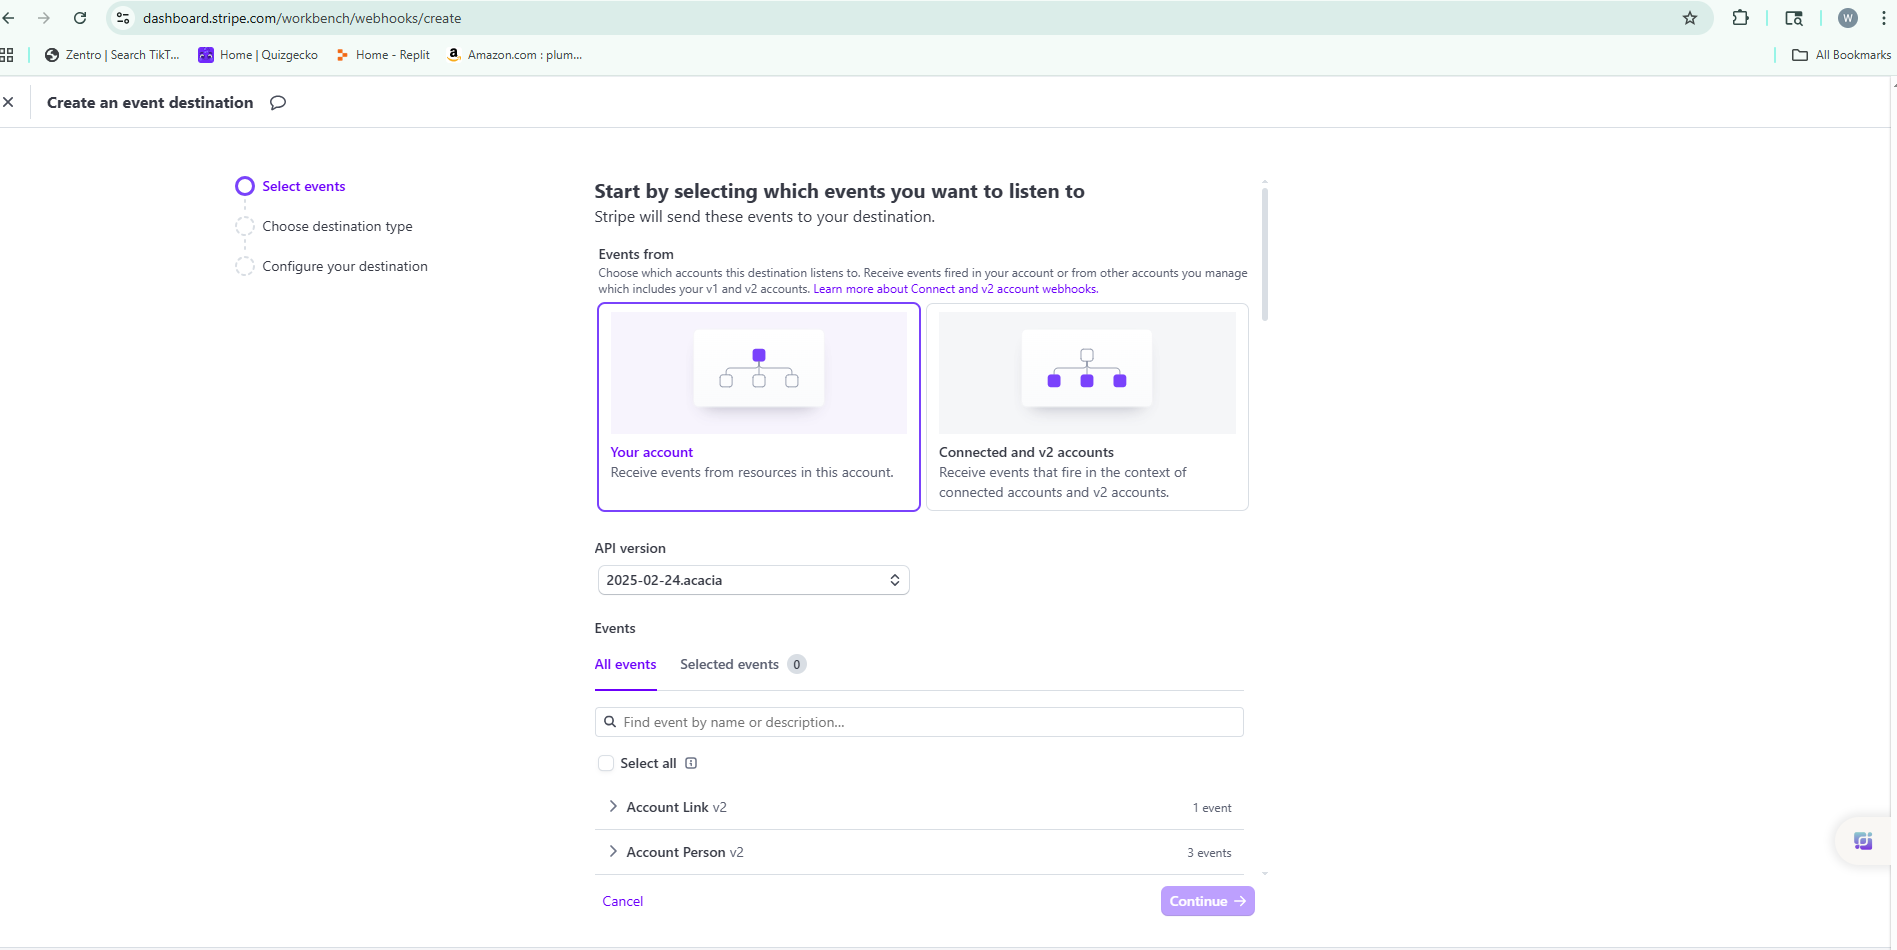 dashboard.stripe.com/workbench/webhooks/create
W
Zentro | Search TikT...
Home | Quizgecko
Home - Replit
a
Amazon.com : plum...
All Bookmarks
Create an event destination
Select events
Choose destination type
Configure your destination
Start by selecting which events you want to listen to
Stripe will send these events to your destination.
Events from
Choose which accounts this destination listens to. Receive events fired in your account or from other accounts you manage
which includes your v1 and v2 accounts. Learn more about Connect and v2 account webhooks.
Your account
Receive events from resources in this account.
Connected and v2 accounts
Receive events that fire in the context of
connected accounts and v2 accounts.
API version
2025-02-24.acacia
Events
All events
Selected events 0
Find event by name or description...
Select all
Account Link v2
1 event
Account Person v2
3 events
Cancel
Continue →